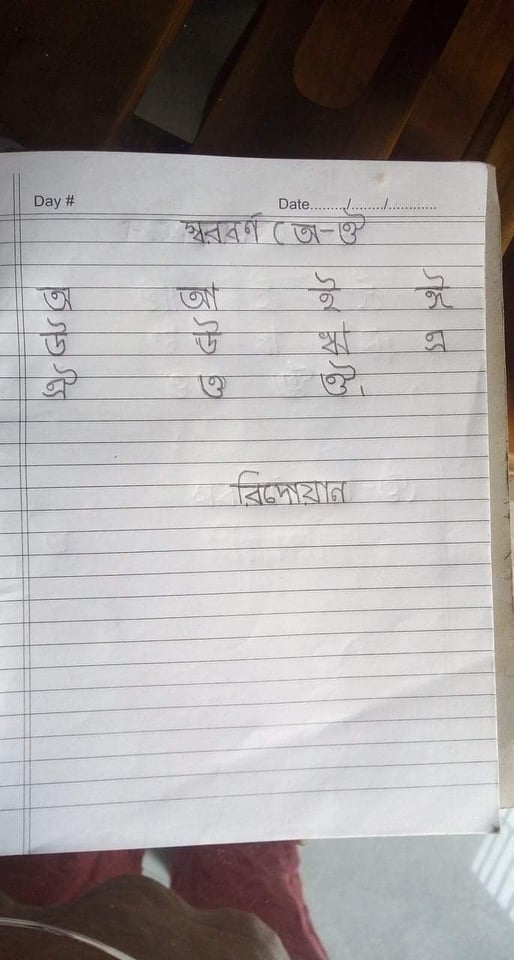 Day # Date........./......../............
স্বরবর্ণ (অ-ঔ
অ আ ই ঈ
উ ঊ ঋ এ
ঐ ও ঔ
রিদোয়ান